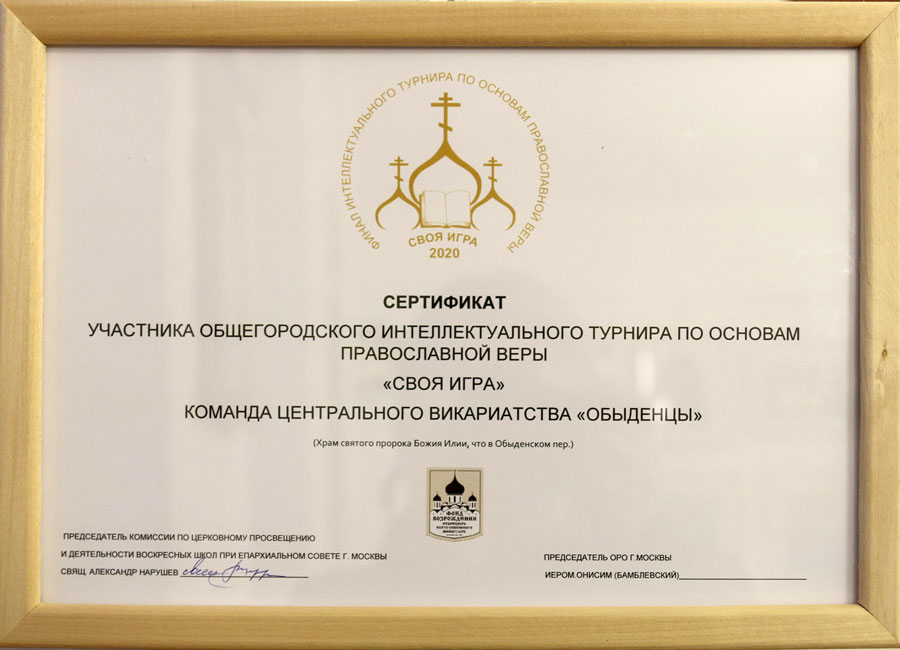 ФИНАЛ ИНТЕЛЛЕКТУАЛЬНОГО ТУРНИРА ПО ОСНОВАМ ПРАВОСЛАВНОЙ ВЕРЫ
СВОЯ ИГРА
2020
СЕРТИФИКАТ
УЧАСТНИКА ОБЩЕГОРОДСКОГО ИНТЕЛЛЕКТУАЛЬНОГО ТУРНИРА ПО ОСНОВАМ
ПРАВОСЛАВНОЙ ВЕРЫ
«СВОЯ ИГРА»
КОМАНДА ЦЕНТРАЛЬНОГО ВИКАРИАТСТВА «ОБЫДЕНЦЫ»
(Храм святого пророка Божия Илии, что в Обыденском пер.)
ФОНД
ВОЗРОЖДЕНИЯ
ПРЕДСЕДАТЕЛЬ КОМИССИИ ПО ЦЕРКОВНОМУ ПРОСВЕЩЕНИЮ
И ДЕЯТЕЛЬНОСТИ ВОСКРЕСНЫХ ШКОЛ ПРИ ЕПАРХИАЛЬНОМ СОВЕТЕ Г. МОСКВЫ
СВЯЩ. АЛЕКСАНДР НАРУШЕВ
ПРЕДСЕДАТЕЛЬ ОРО Г.МОСКВЫ
ИЕРОМ.ОНИСИМ (БАМБЛЕВСКИЙ)